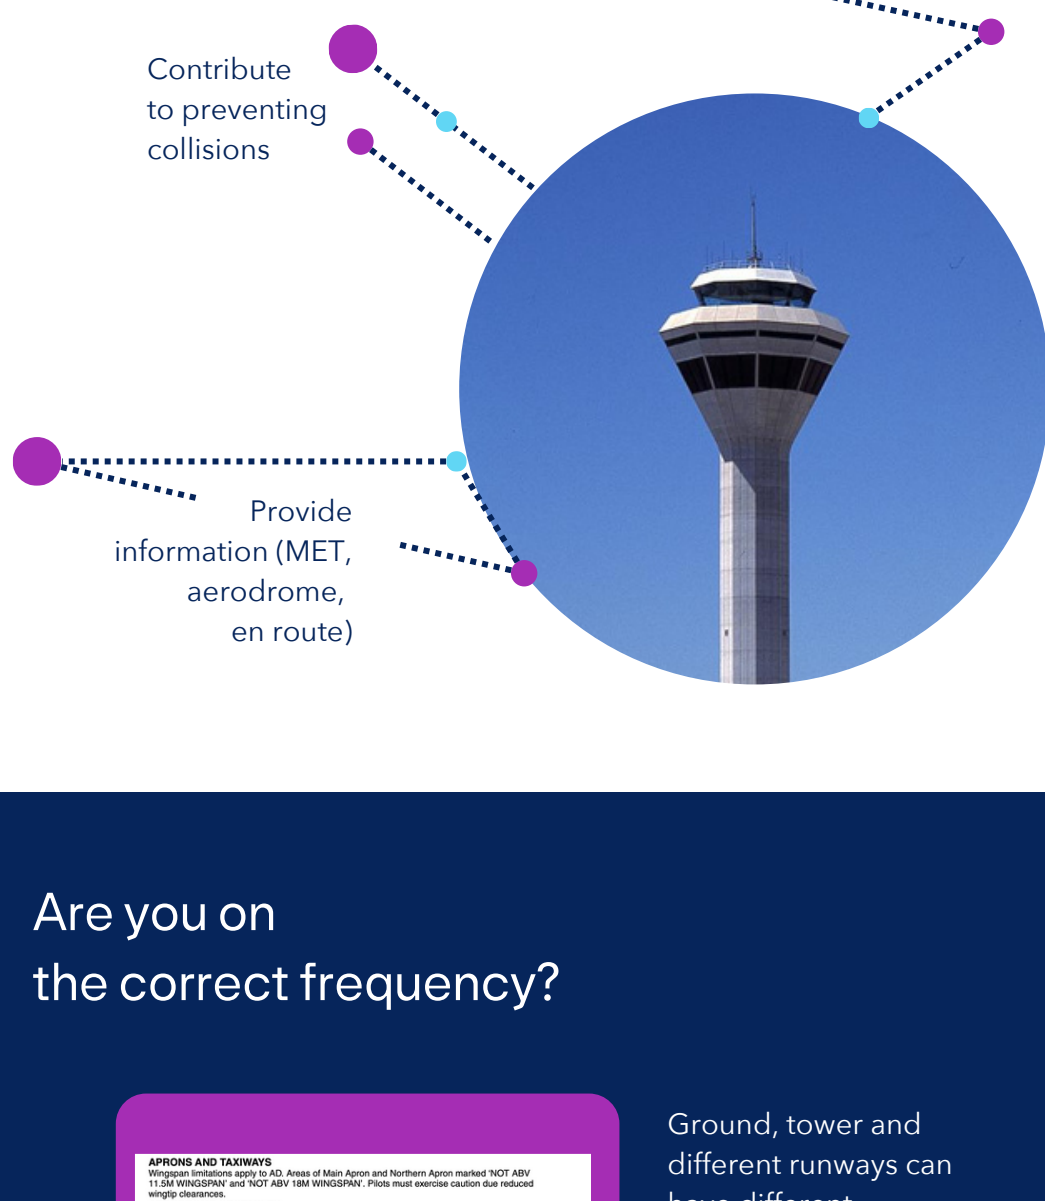 Contribute
to preventing
collisions
Provide
information (MET,
aerodrome,
en route)
Are you on
the correct frequency?
APRONS AND TAXIWAYS
Wingspan limitations apply to AD. Areas of Main Apron and Northern Apron marked 'NOT ABV
11.5M WINGSPAN' and 'NOT ABV 18M WINGSPAN'. Pilots must exercise caution due reduced
wingtip clearances.
Ground, tower and
different runways can
have different